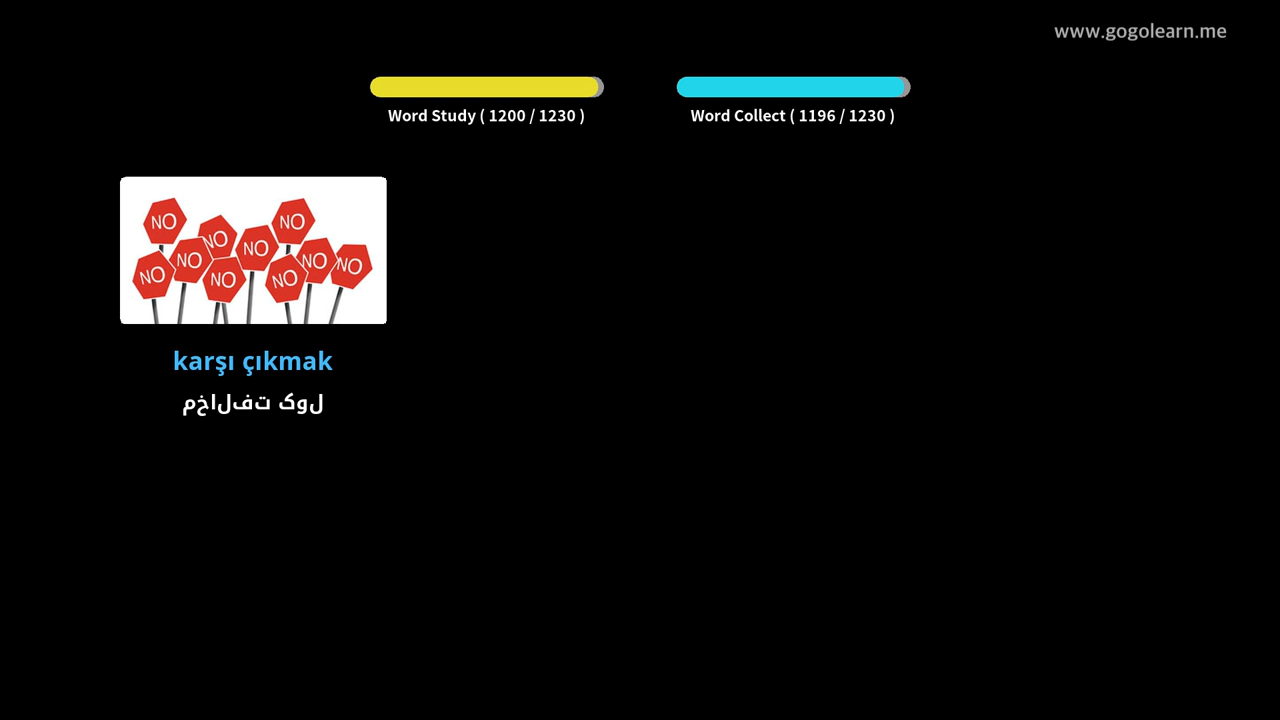 www.gogolearn.me
Word Study ( 1200 / 1230 )
Word Collect ( 1196 / 1230 )
NO
NO
NO
NO
NO
NO
NO
NO
NO
NO
karşı çıkmak
مخالفت کول